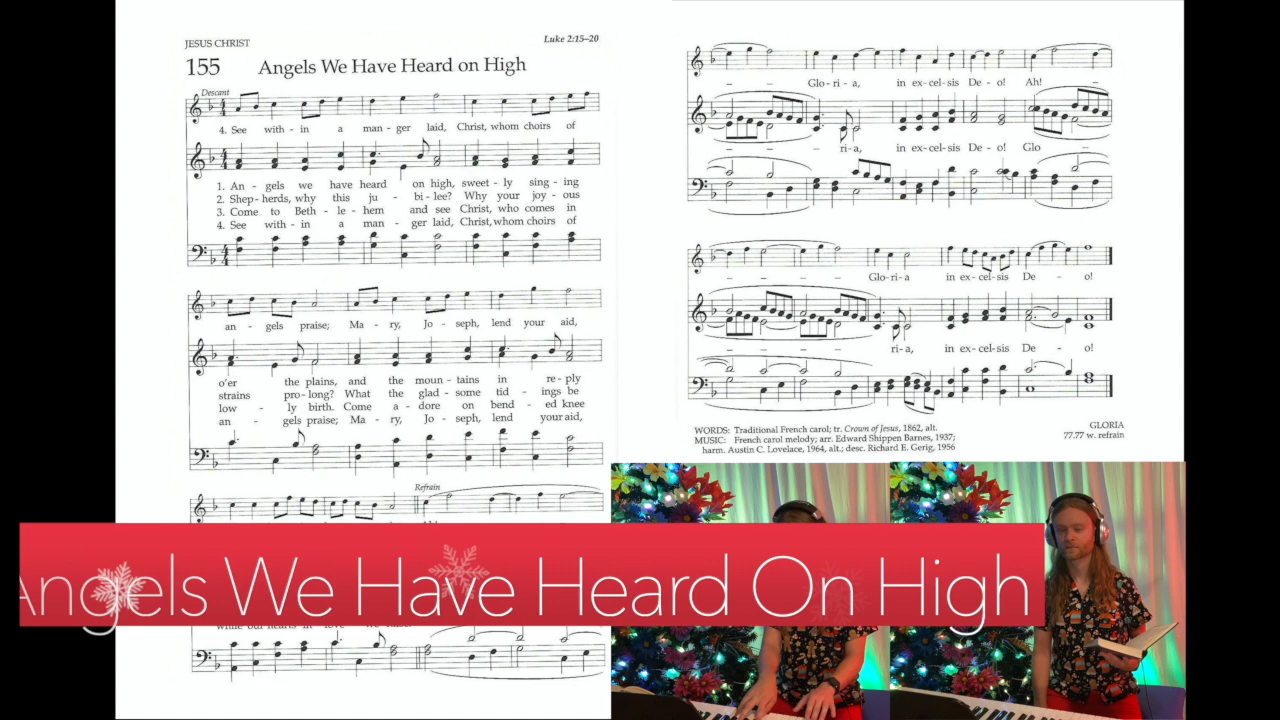 JESUS CHRIST
Luke 2:15–20
155 Angels We Have Heard on High
Descant
4. See with - in a man - ger laid, Christ, whom choirs of
1. An - gels we have heard on high, sweet - ly sing - ing
2. Shep - herds, why this ju - bi - lee? Why your joy - ous
3. Come to Beth - le - hem and see Christ, who comes in
4. See with - in a man - ger laid, Christ, whom choirs of
an - gels praise; Ma - ry, Jo - seph, lend your aid,
o'er the plains, and the moun - tains in re - ply
strains pro - long? What the glad - some tid - ings be
low - ly birth. Come a - dore on bend - ed knee
an - gels praise; Ma - ry, Jo - seph, lend your aid,
Refrain
– – Glo - ri - a, in ex - cel - sis De - o! Ah! – –
– – – ri - a, in ex - cel - sis De - o! Glo – –
– – – – Glo - ri - a in ex - cel - sis De - o!
– – – – ri - a, in ex - cel - sis De - o!
WORDS: Traditional French carol; tr. Crown of Jesus, 1862, alt.
MUSIC: French carol melody; arr. Edward Shippen Barnes, 1937;
harm. Austin C. Lovelace, 1964, alt.; desc. Richard E. Gerig, 1956
GLORIA
77.77 w. refrain
Angels We Have Heard On High